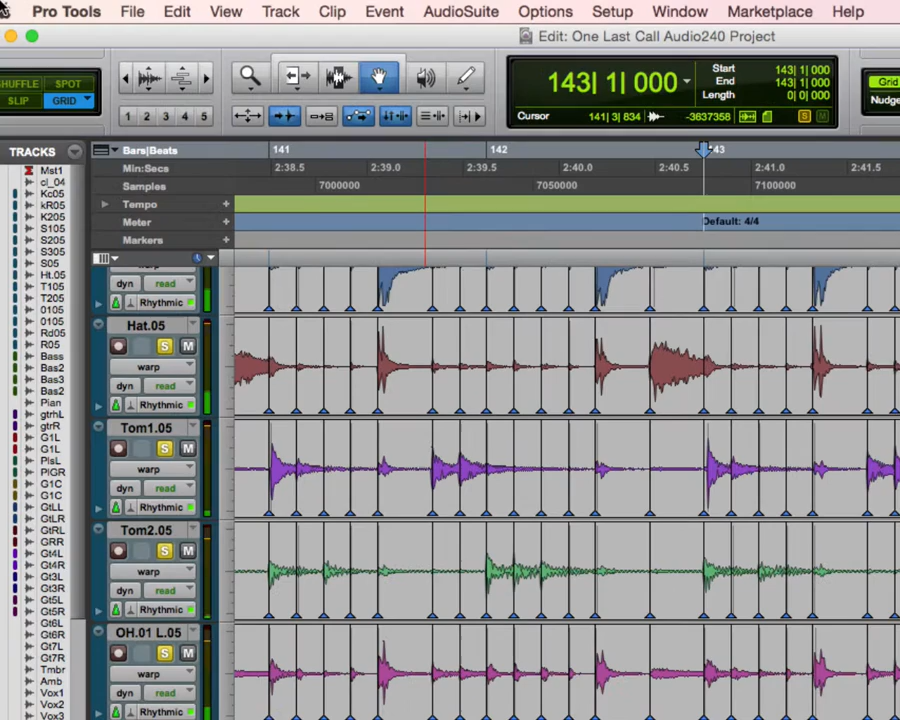 Pro Tools File Edit View Track Clip Event AudioSuite Options Setup Window Marketplace Help
Edit: One Last Call Audio240 Project
SHUFFLE SPOT
SLIP GRID
1 2 3 4 5
143| 1| 000
Start 143| 1| 000
End 143| 1| 000
Length 0| 0| 000
Cursor 141| 3| 834 -3637358
S M
Grid
Nudge
TRACKS
Mst1
cl_04
Kc05
kR05
K205
S105
S205
S305
S05
Ht.05
T105
T205
0105
0105
Rd05
R05
Bass
Bas2
Bas3
Bas2
Pian
gtrhL
gtrR
G1L
G1L
PlsL
PlGR
G1C
G1C
GtLL
GtLR
GtRL
GRR
Gt4L
Gt4R
Gt3L
Gt3R
Gt5L
Gt5R
Gt6L
Gt6R
Gt7L
Gt7R
Tmbr
Amb
Vox1
Vox2
Vox3
Bars|Beats 141 142 143
Min:Secs 2:38.5 2:39.0 2:39.5 2:40.0 2:40.5 2:41.0 2:41.5
Samples 7000000 7050000 7100000
Tempo +
Meter + Default: 4/4
Markers +
warp
dyn read
Rhythmic
Hat.05
S M
warp
dyn read
Rhythmic
Tom1.05
S M
warp
dyn read
Rhythmic
Tom2.05
S M
warp
dyn read
Rhythmic
OH.01 L.05
S M
warp
dyn read
Rhythmic